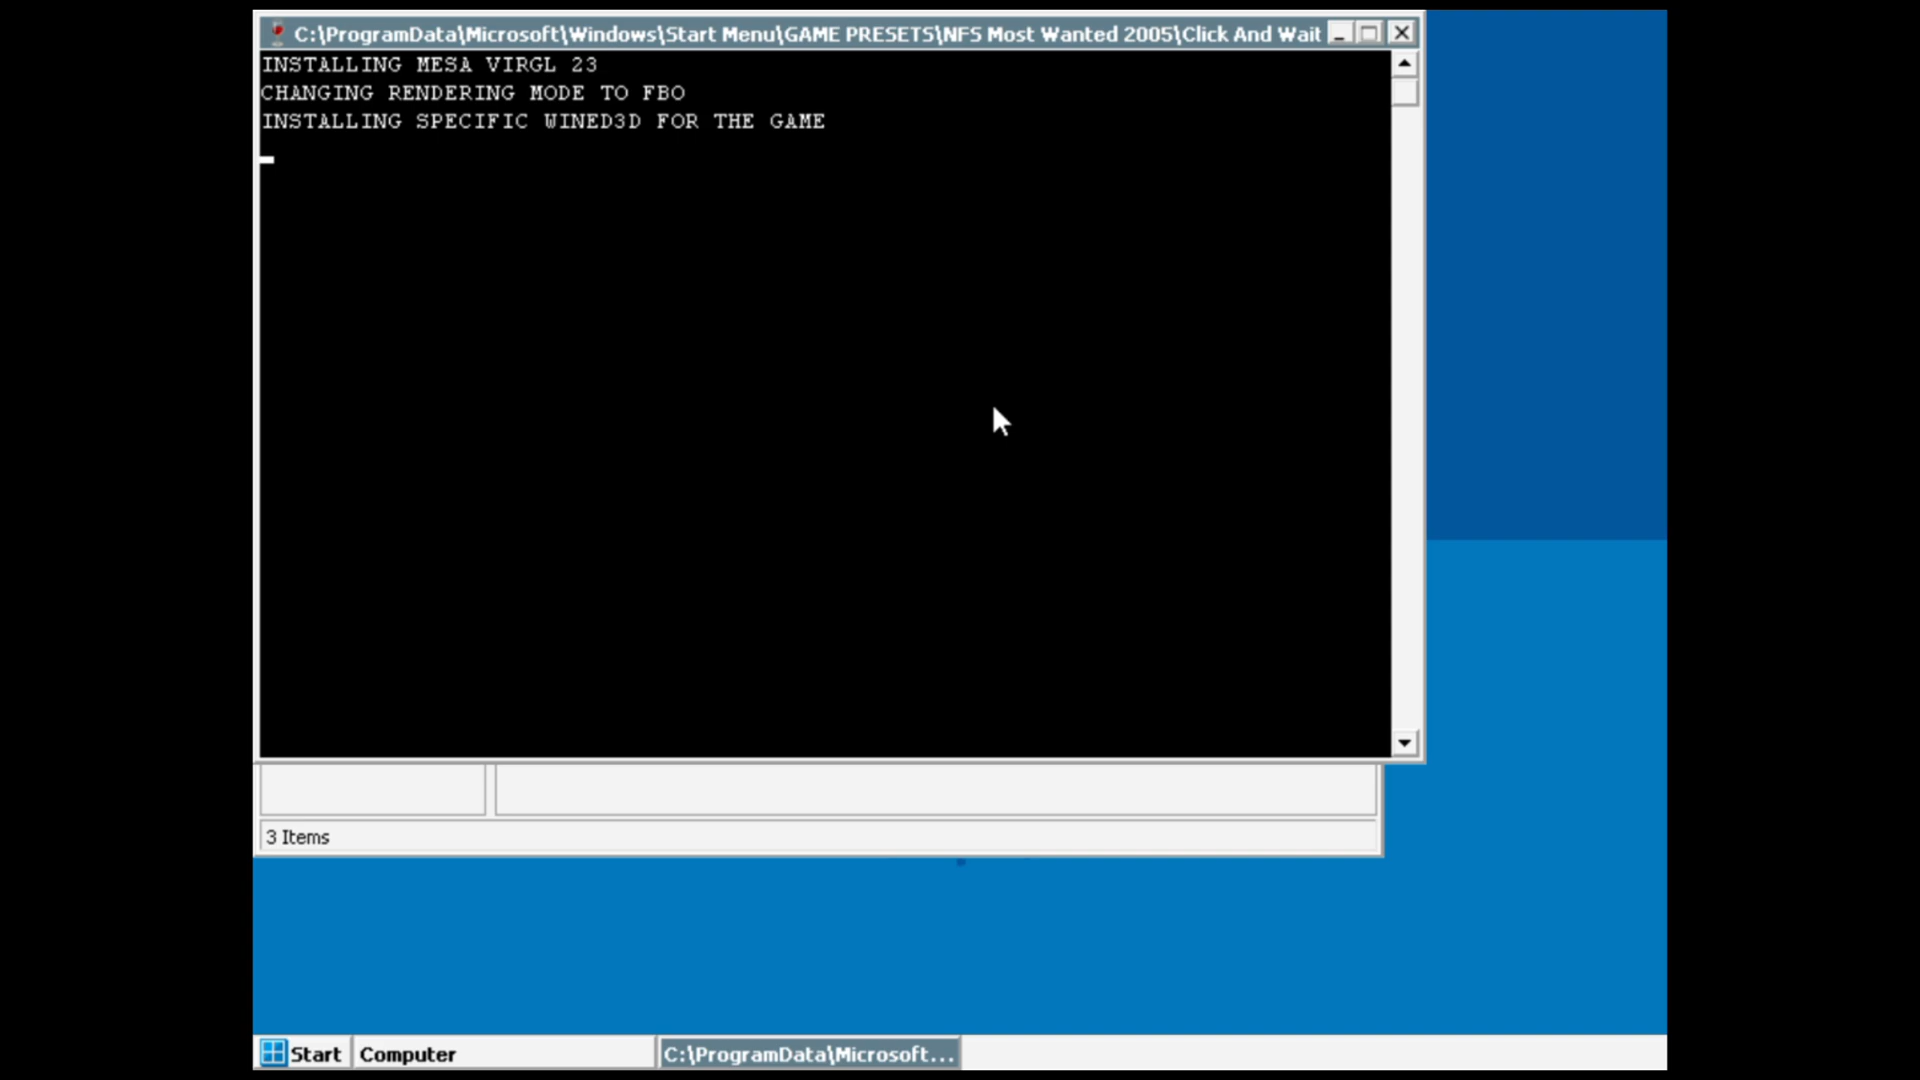 C:\ProgramData\Microsoft\Windows\Start Menu\GAME PRESETS\NFS Most Wanted 2005\Click And Wait
INSTALLING MESA VIRGL 23
CHANGING RENDERING MODE TO FBO
INSTALLING SPECIFIC WINED3D FOR THE GAME
3 Items
Start
Computer
C:\ProgramData\Microsoft...